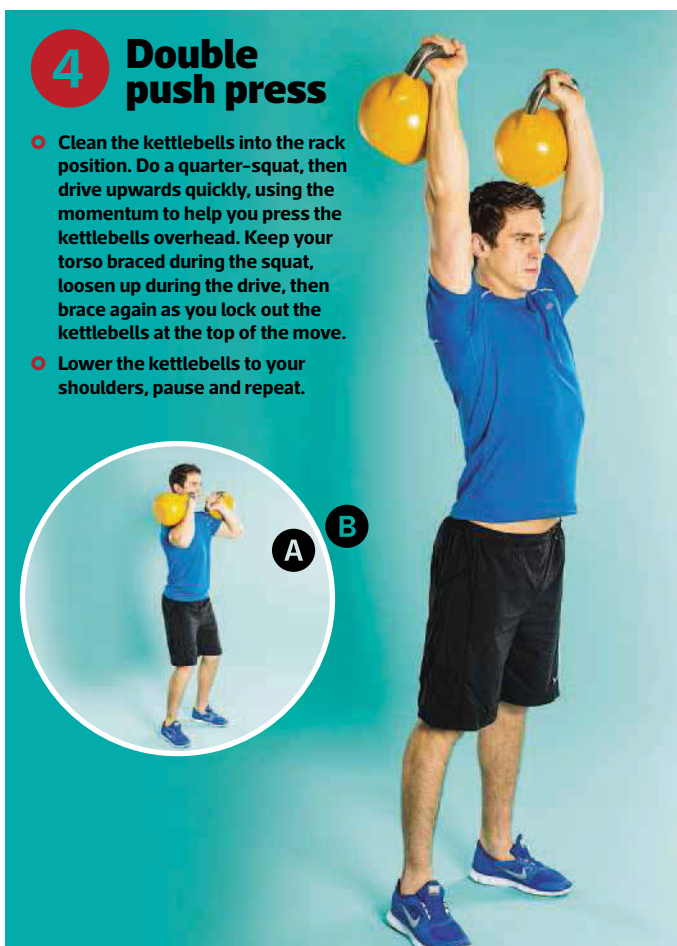 4
Double
push press
Clean the kettlebells into the rack
position. Do a quarter-squat, then
drive upwards quickly, using the
momentum to help you press the
kettlebells overhead. Keep your
torso braced during the squat,
loosen up during the drive, then
brace again as you lock out the
kettlebells at the top of the move.
Lower the kettlebells to your
shoulders, pause and repeat.
A
B